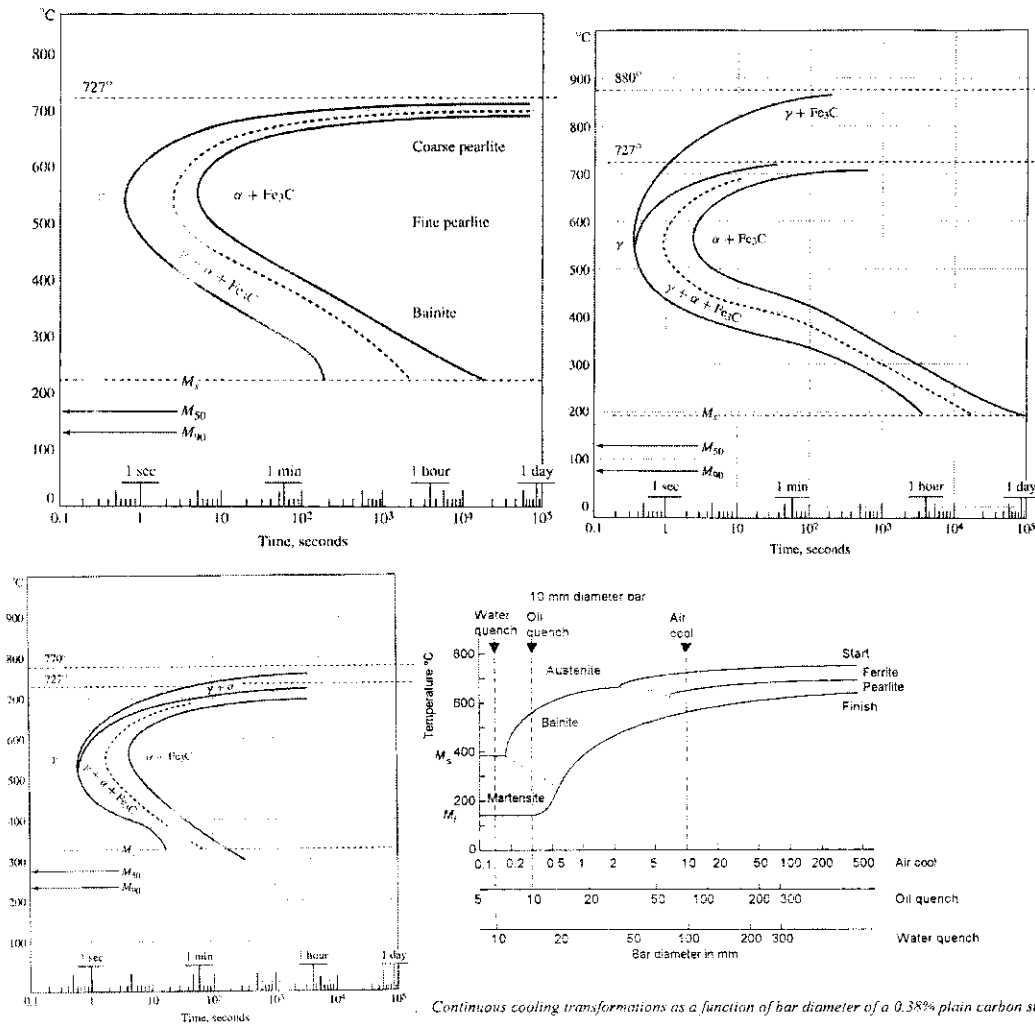 °C
800
727°
700
600
500
400
300
200
100
0
γ
α + Fe₃C
Coarse pearlite
Fine pearlite
Bainite
γ + α + Fe₃C
Mₛ
M₅₀
M₉₀
1 sec
1 min
1 hour
1 day
0.1
1
10
10²
10³
10⁴
10⁵
Time, seconds
°C
900
880°
800
727°
700
600
500
400
300
200
100
0
γ + Fe₃C
γ
α + Fe₃C
γ + α + Fe₃C
Mₛ
M₅₀
M₉₀
1 sec
1 min
1 hour
1 day
0.1
1
10
10²
10³
10⁴
10⁵
Time, seconds
°C
900
800
770°
727°
700
600
500
400
300
200
100
γ + α
γ
α + Fe₃C
γ + α + Fe₃C
M
M₅₀
M₉₀
1 sec
1 min
1 hour
1 day
0.1
1
10
10²
10³
10⁴
10⁵
Time, seconds
10 mm diameter bar
Water quench
Oil quench
Air cool
Temperature °C
800
600
Mₛ 400
200
M_f
0
Austenite
Bainite
Martensite
Start
Ferrite
Pearlite
Finish
0.1 0.2 0.5 1 2 5 10 20 50 100 200 500 Air cool
5 10 20 50 100 200 300 Oil quench
10 20 50 100 200 300 Water quench
Bar diameter in mm
Continuous cooling transformations as a function of bar diameter of a 0.38% plain carbon s